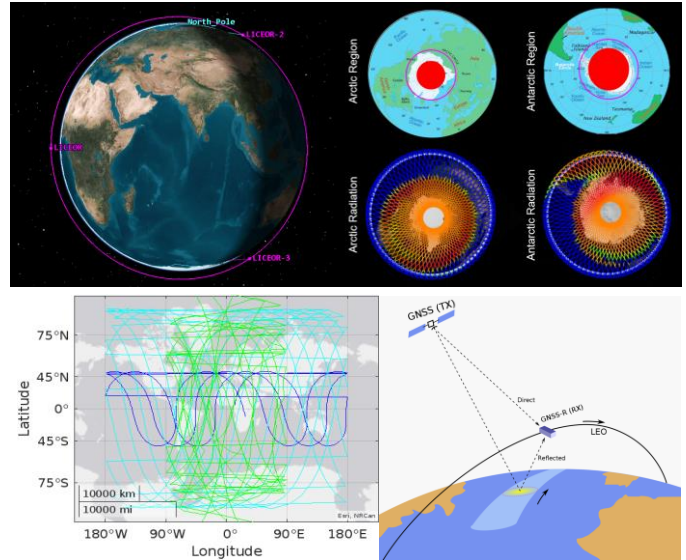 North_Pole
LICEOR-2
LICEOR
LICEOR-3
Arctic Region
Antarctic Region
Arctic Radiation
Antarctic Radiation
New Zealand
Latitude
75°N
45°N
0°
45°S
75°S
10000 km
10000 mi
Esri, NRCan
180°W
90°W
0°
90°E
180°E
Longitude
GNSS (TX)
Direct
GNSS-R (RX)
LEO
Reflected